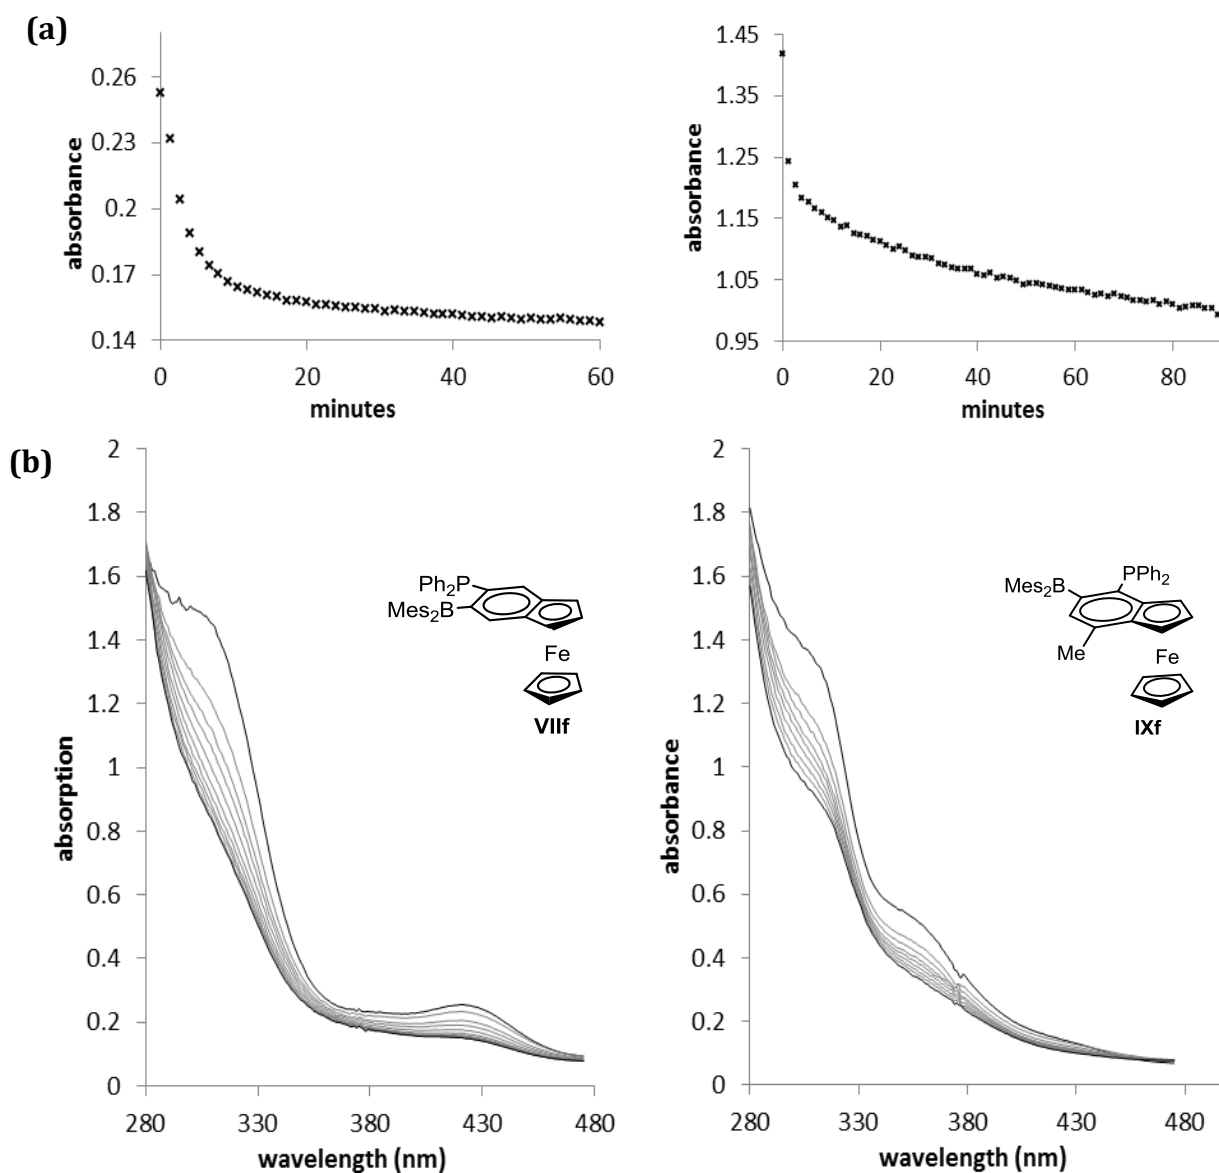 (a)
0.26
0.23
0.2
0.17
0.14
absorbance
0 20 40 60
minutes
1.45
1.35
1.25
1.15
1.05
0.95
absorbance
0 20 40 60 80
minutes
(b)
2
1.8
1.6
1.4
1.2
1
0.8
0.6
0.4
0.2
0
absorption
280 330 380 430 480
wavelength (nm)
Ph2P
Mes2B
Fe
VIIf
2
1.8
1.6
1.4
1.2
1
0.8
0.6
0.4
0.2
0
absorbance
280 330 380 430 480
wavelength (nm)
PPh2
Mes2B
Me
Fe
IXf